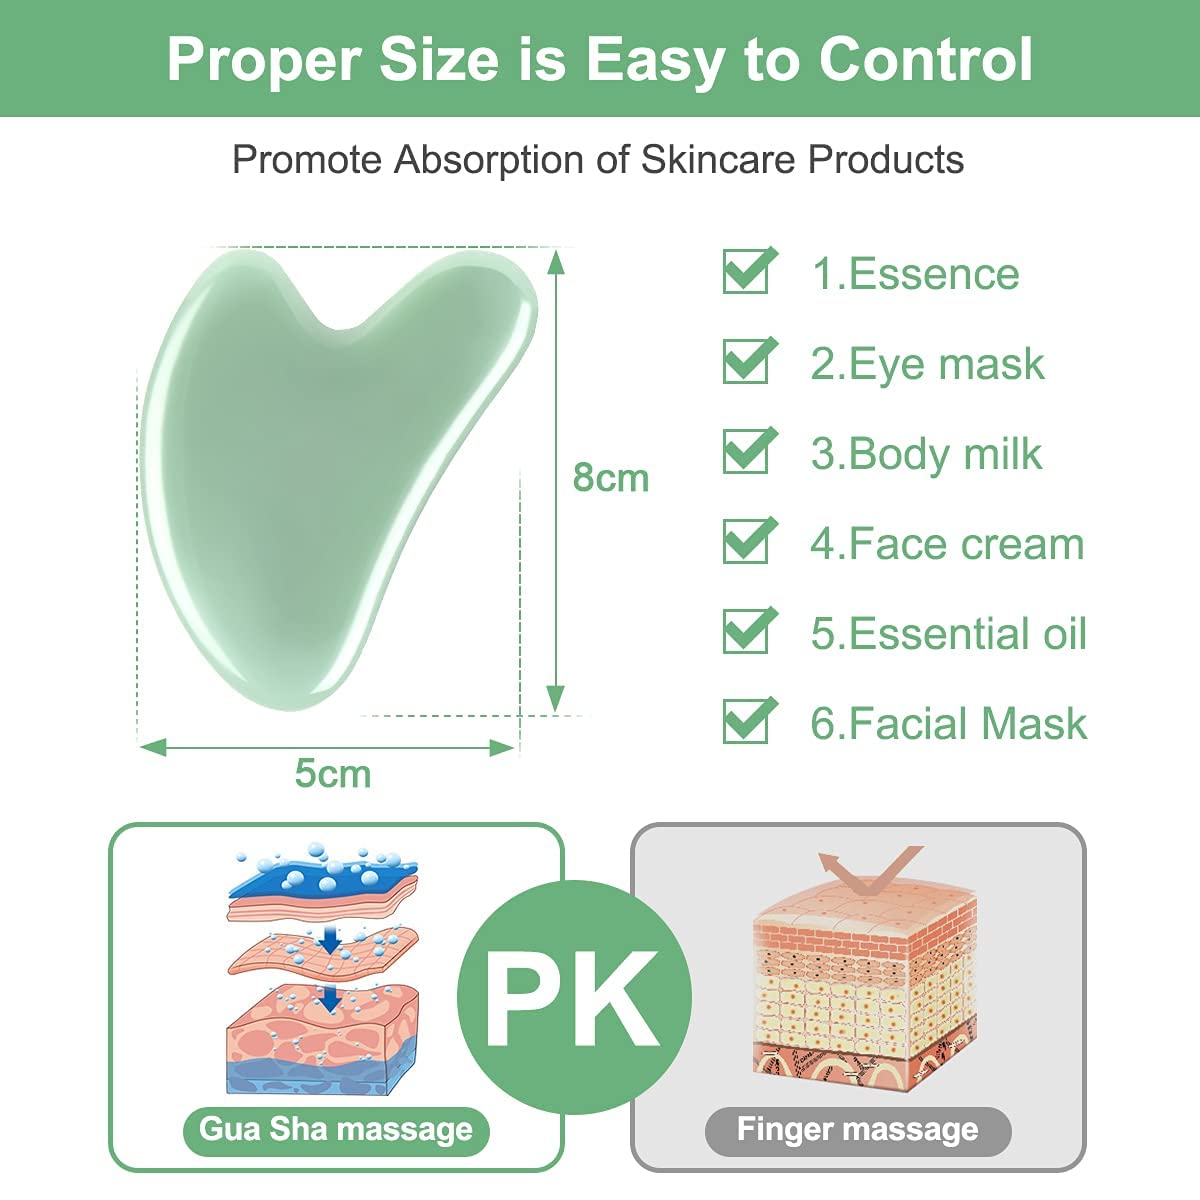 Proper Size is Easy to Control
Promote Absorption of Skincare Products
8cm
5cm
1.Essence
2.Eye mask
3.Body milk
4.Face cream
5.Essential oil
6.Facial Mask
PK
Gua Sha massage
Finger massage